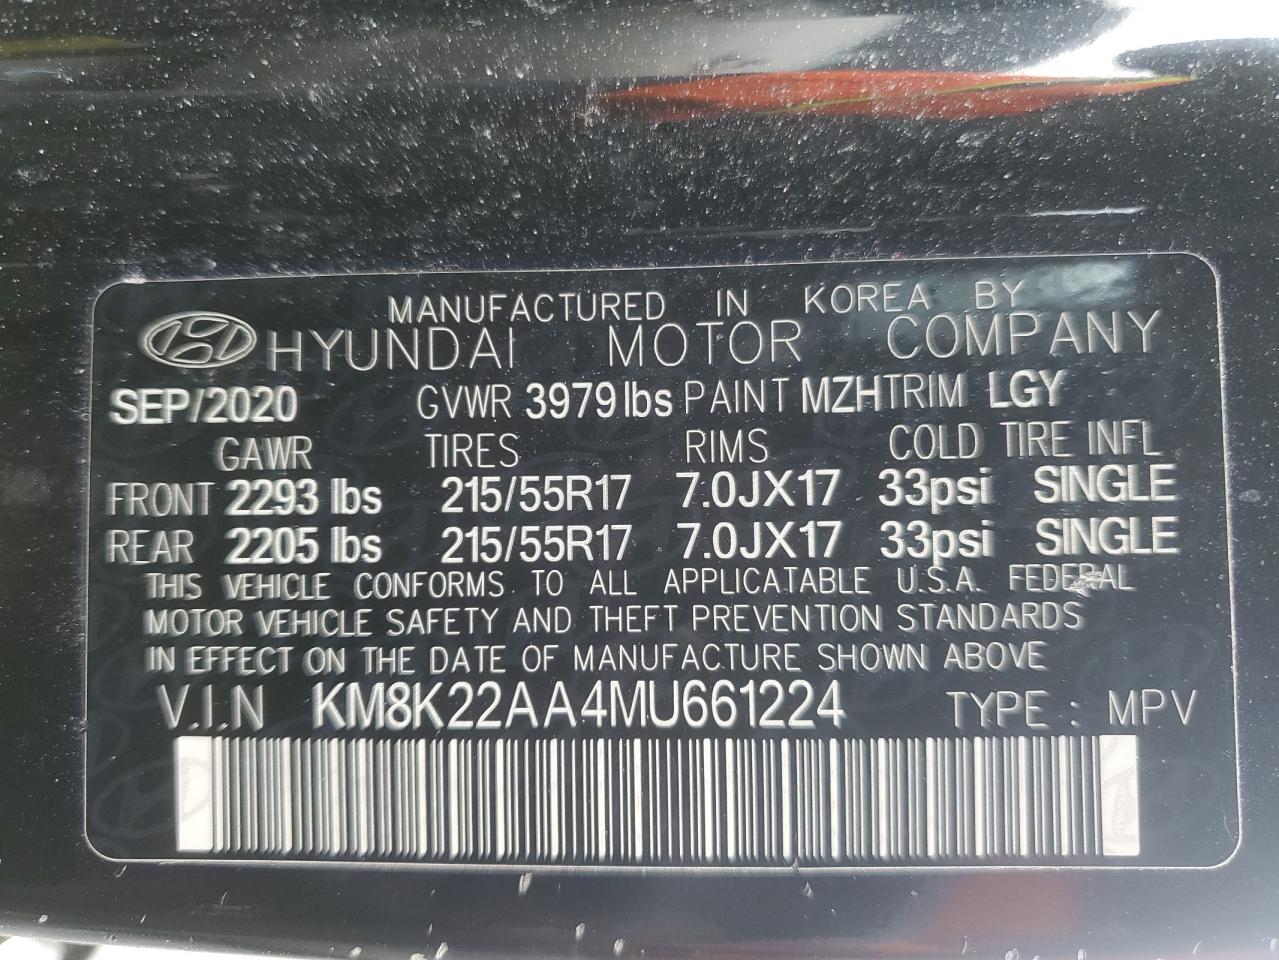 MANUFACTURED IN KOREA BY
HYUNDAI MOTOR COMPANY
SEP/2020 GVWR 3979 lbs PAINT MZH TRIM LGY
GAWR TIRES RIMS COLD TIRE INFL
FRONT 2293 lbs 215/55R17 7.0JX17 33psi SINGLE
REAR 2205 lbs 215/55R17 7.0JX17 33psi SINGLE
THIS VEHICLE CONFORMS TO ALL APPLICATABLE U.S.A. FEDERAL
MOTOR VEHICLE SAFETY AND THEFT PREVENTION STANDARDS
IN EFFECT ON THE DATE OF MANUFACTURE SHOWN ABOVE
V.I.N KM8K22AA4MU661224 TYPE : MPV